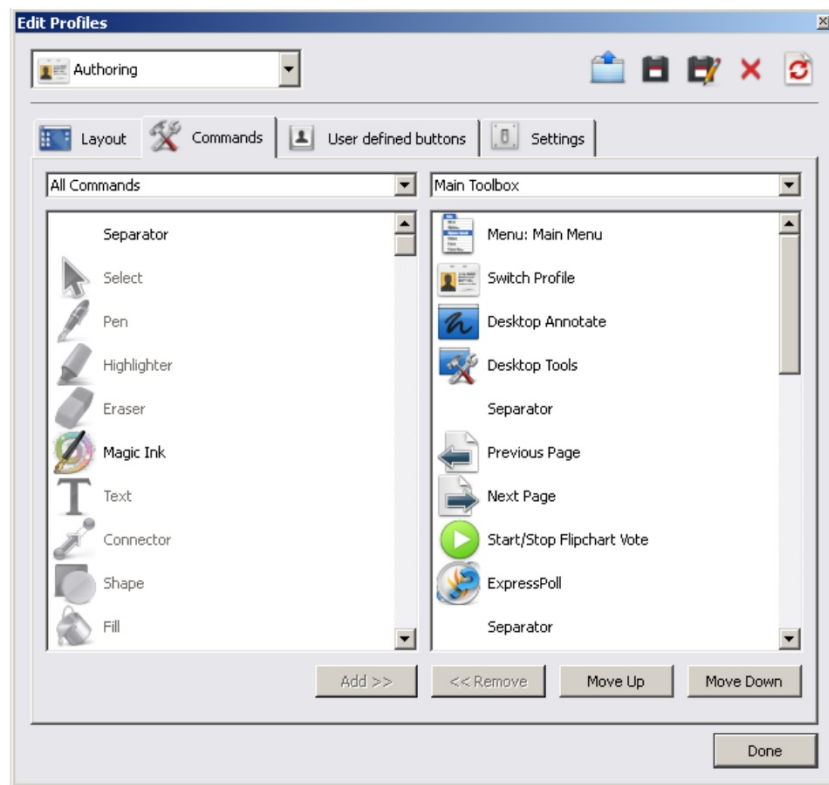 Edit Profiles
Authoring
Layout
Commands
User defined buttons
Settings
All Commands
Main Toolbox
Separator
Select
Pen
Highlighter
Eraser
Magic Ink
Text
Connector
Shape
Fill
Menu: Main Menu
Switch Profile
Desktop Annotate
Desktop Tools
Separator
Previous Page
Next Page
Start/Stop Flipchart Vote
ExpressPoll
Separator
Add >>
<< Remove
Move Up
Move Down
Done